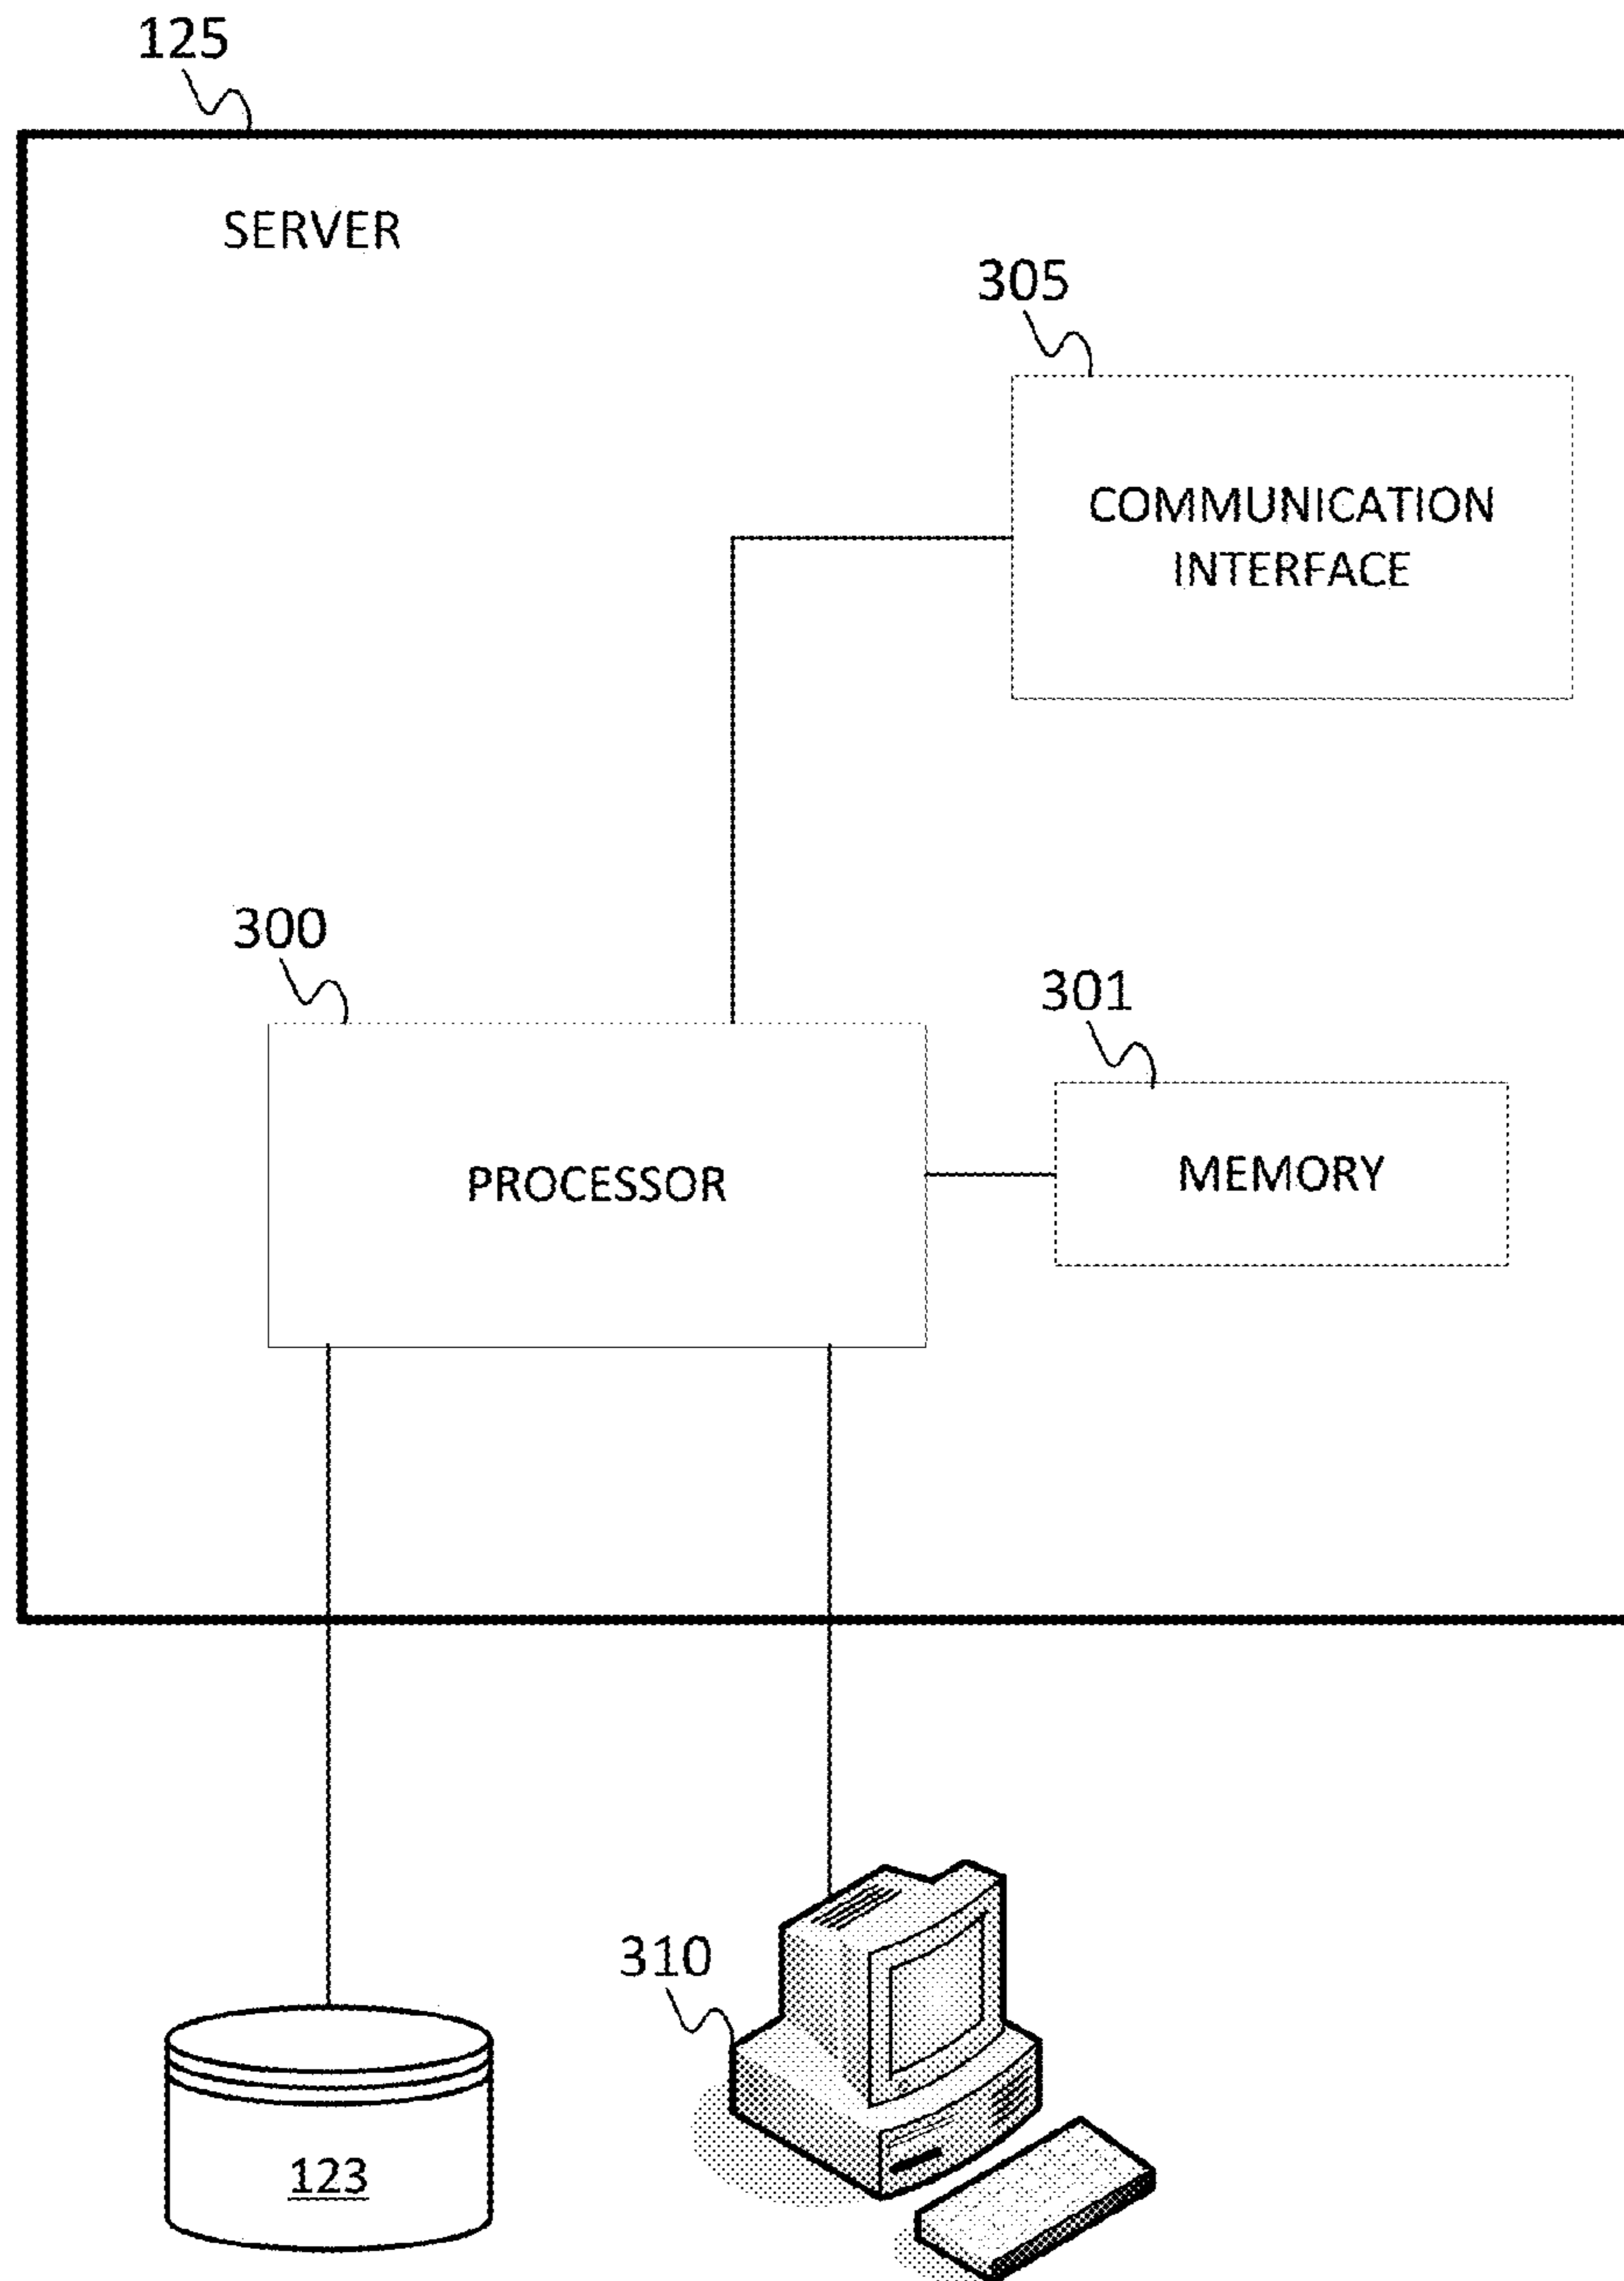 125
SERVER
305
COMMUNICATION
INTERFACE
300
301
PROCESSOR
MEMORY
310
123